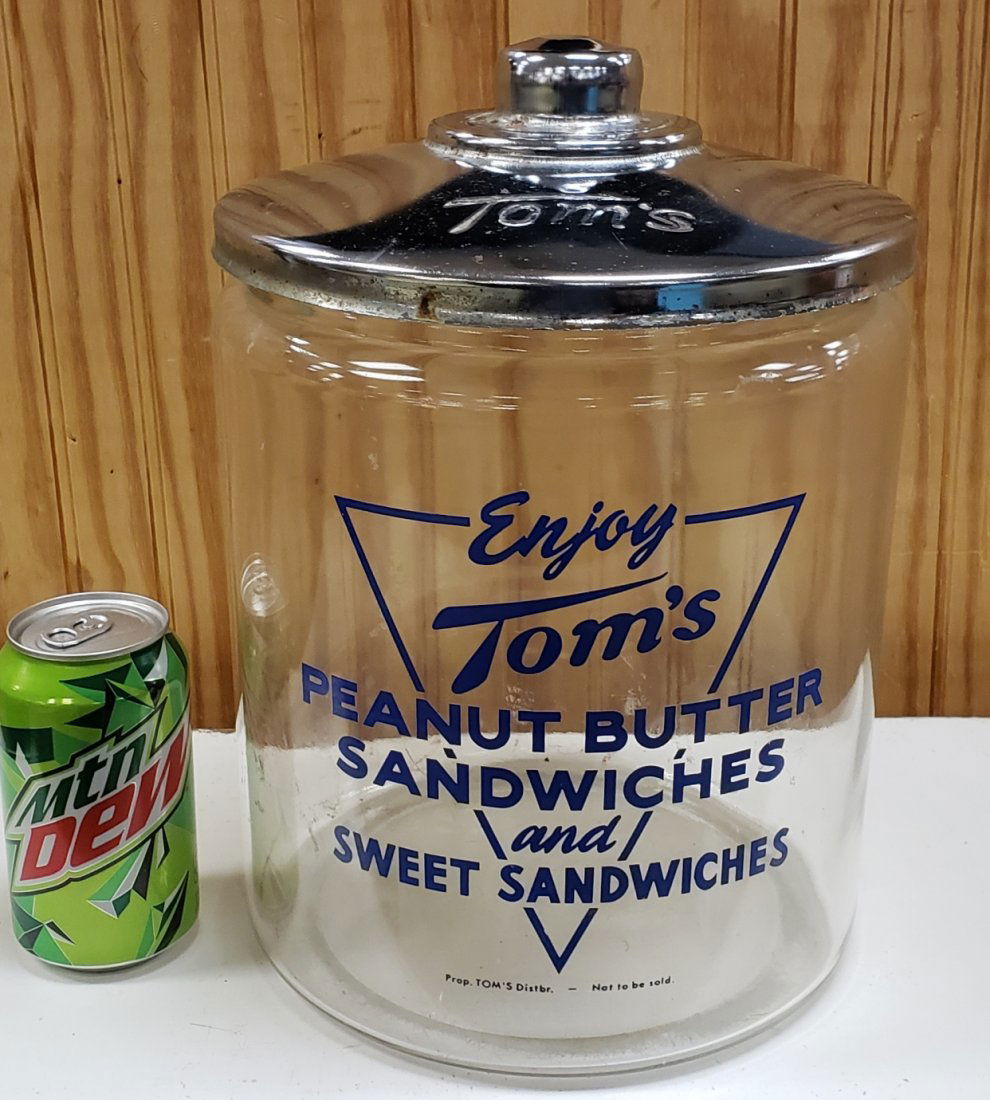 Tom's
Enjoy
Tom's
PEANUT BUTTER
SANDWICHES
and
SWEET SANDWICHES
Prop. TOM'S Distbr. — Not to be sold.
mtn
DEW